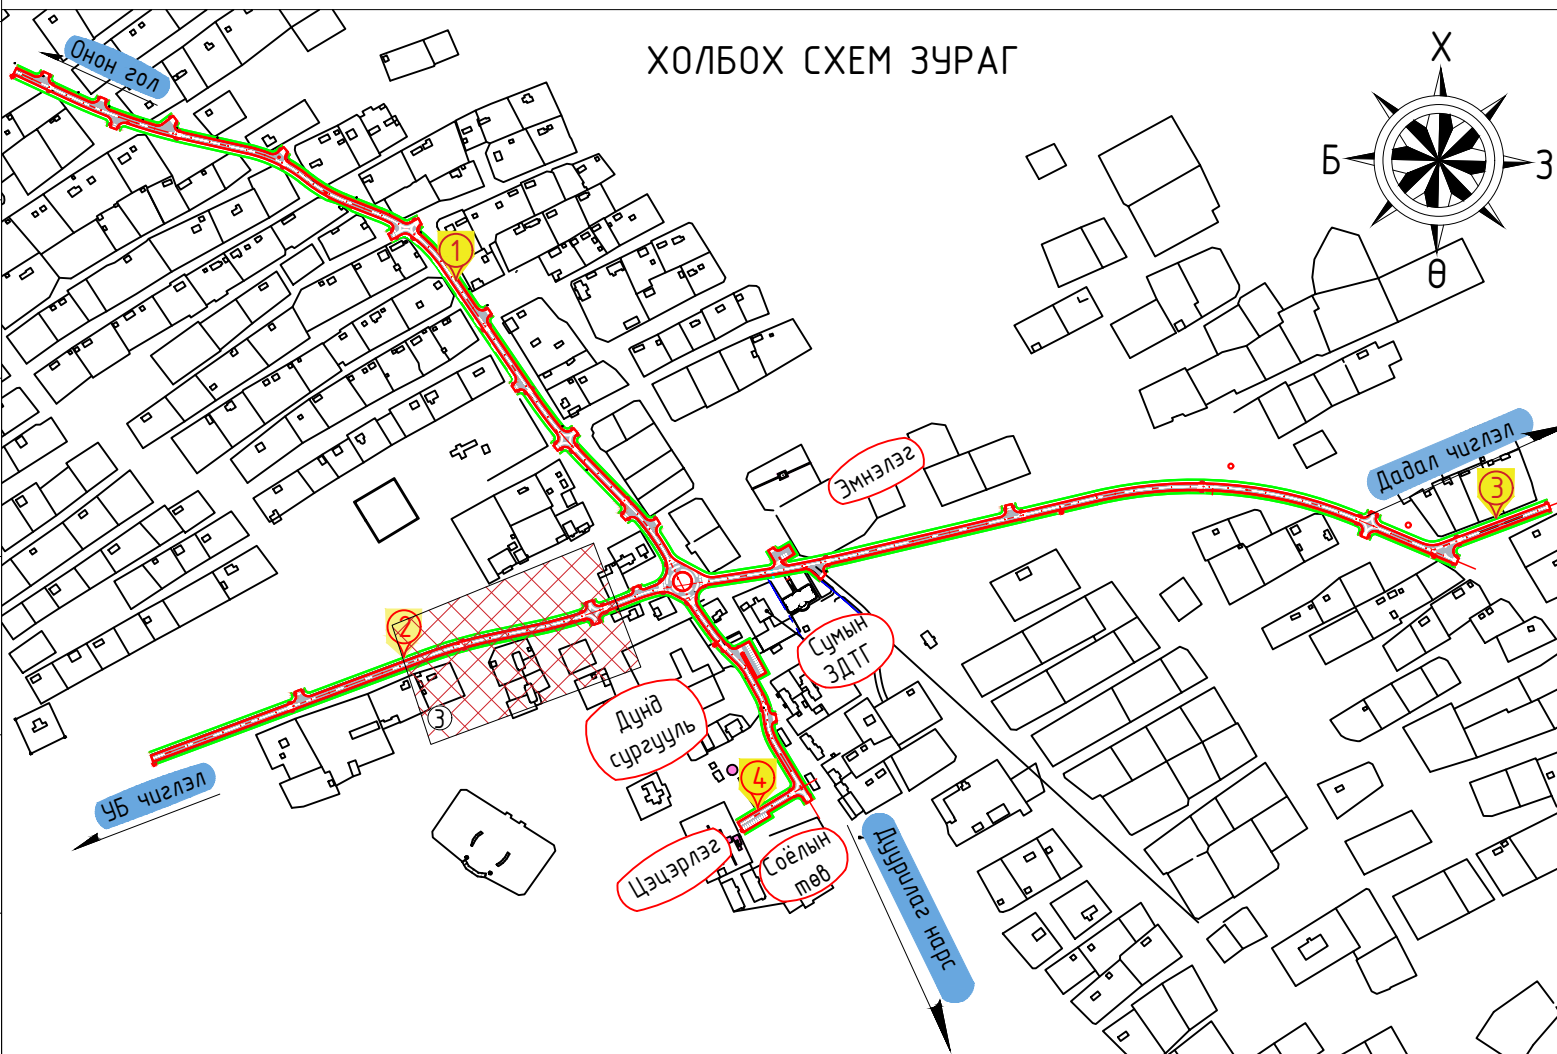 ХОЛБОХ СХЕМ ЗУРАГ
Х
Б
З
Ө
Онон гол
1
Эмнэлэг
Дадал чиглэл
3
2
3
Сумын
ЗДТГ
Дунд
сургууль
4
УБ чиглэл
Цэцэрлэг
Соёлын
төв
Дуурлаг нарс